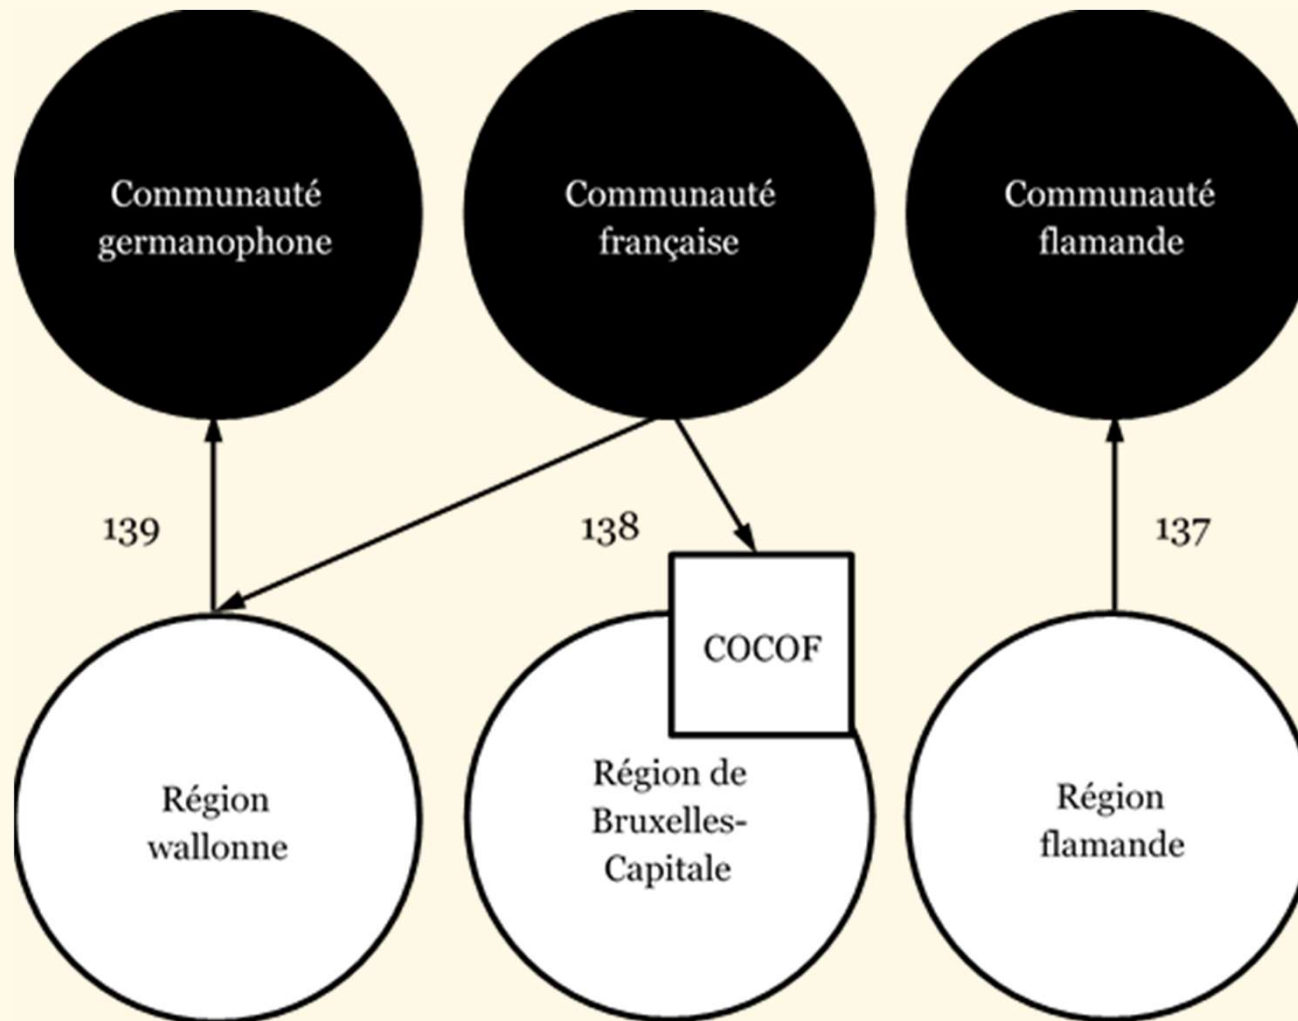 Communauté
germanophone
Communauté
française
Communauté
flamande
139
138
137
COCOF
Région
wallonne
Région de
Bruxelles-
Capitale
Région
flamande